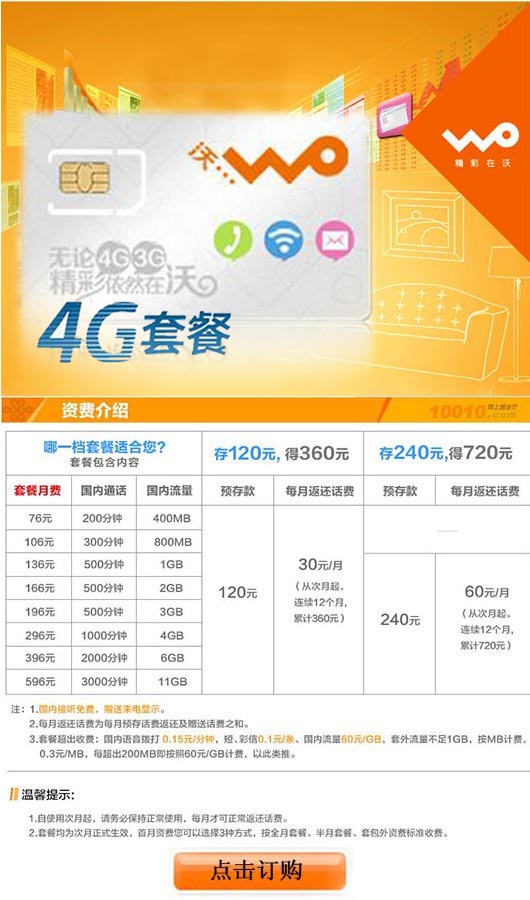 沃...
WO
WO
精彩在沃
无论4G3G
精彩依然在沃
4G套餐
资费介绍
网上营业厅
10010.com
哪一档套餐适合您?
套餐包含内容
存120元, 得360元
存240元,得720元
套餐月费 国内通话 国内流量 预存款 每月返还话费 预存款 每月返还话费
76元 200分钟 400MB
106元 300分钟 800MB
136元 500分钟 1GB
166元 500分钟 2GB
196元 500分钟 3GB
296元 1000分钟 4GB
396元 2000分钟 6GB
596元 3000分钟 11GB
120元
30元/月
(从次月起,
连续12个月,
累计360元)
240元
60元/月
(从次月起,
连续12个月,
累计720元)
注: 1.国内接听免费、赠送来电显示。
2.每月返还话费为每月预存话费返还及赠送话费之和。
3.套餐超出收费: 国内语音拨打 0.15元/分钟, 短、彩信0.1元/条、国内流量60元/GB, 套外流量不足1GB, 按MB计费,
0.3元/MB, 每超出200MB即按照60元/GB计费, 以此类推。
温馨提示:
1.自使用次月起, 请务必保持正常使用, 每月才可正常返还话费。
2.套餐均为次月正式生效, 首月资费您可以选择3种方式, 按全月套餐、半月套餐、套包外资费标准收费。
点击订购